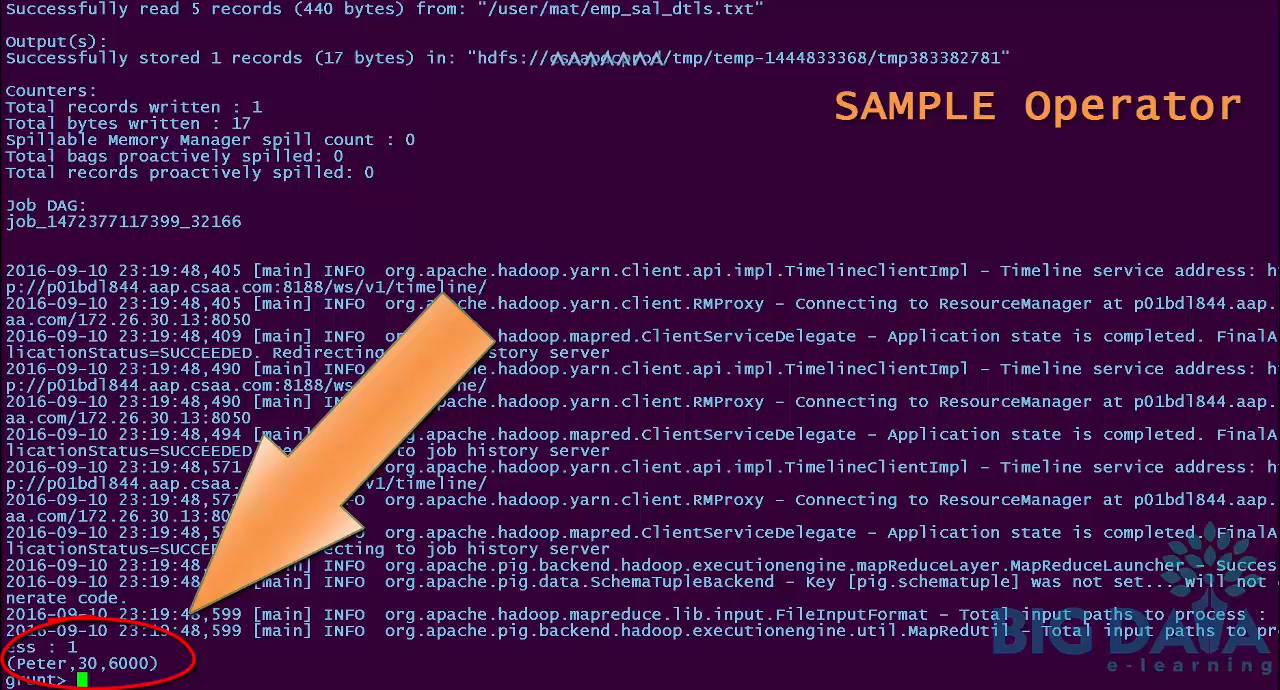 Successfully read 5 records (440 bytes) from: "/user/mat/emp_sal_dtls.txt"
Output(s):
Successfully stored 1 records (17 bytes) in: "hdfs:///tmp/temp-1444833368/tmp383382781"
SAMPLE Operator
Counters:
Total records written : 1
Total bytes written : 17
Spillable Memory Manager spill count : 0
Total bags proactively spilled: 0
Total records proactively spilled: 0
Job DAG:
job_1472377117399_32166
2016-09-10 23:19:48,405 [main] INFO  org.apache.hadoop.yarn.client.api.impl.TimelineClientImpl - Timeline service address: h
p://p01bdl844.aap.csaa.com:8188/ws/v1/timeline/
2016-09-10 23:19:48,405 [main] INFO  org.apache.hadoop.yarn.client.RMProxy - Connecting to ResourceManager at p01bdl844.aap.
aa.com/172.26.30.13:8050
2016-09-10 23:19:48,409 [main] INFO  org.apache.hadoop.mapred.ClientServiceDelegate - Application state is completed. FinalA
licationStatus=SUCCEEDED. Redirecting history server
2016-09-10 23:19:48,490 [main] INFO  org.apache.hadoop.yarn.client.api.impl.TimelineClientImpl - Timeline service address: h
p://p01bdl844.aap.csaa.com:8188/ws timeline/
2016-09-10 23:19:48,490 [main] apache.hadoop.yarn.client.RMProxy - Connecting to ResourceManager at p01bdl844.aap.
aa.com/172.26.30.13:8050
2016-09-10 23:19:48,494 [main org.apache.hadoop.mapred.ClientServiceDelegate - Application state is completed. FinalA
licationStatus=SUCCEEDED to job history server
2016-09-10 23:19:48,571 org.apache.hadoop.yarn.client.api.impl.TimelineClientImpl - Timeline service address: h
p://p01bdl844.aap.csaa.com:8188/ v1/timeline/
2016-09-10 23:19:48,571 org.apache.hadoop.yarn.client.RMProxy - Connecting to ResourceManager at p01bdl844.aap.
aa.com/172.26.30.13:80
2016-09-10 23:19:48,5 org.apache.hadoop.mapred.ClientServiceDelegate - Application state is completed. FinalA
licationStatus=SUCCE ecting to job history server
2016-09-10 23:19:48, [main] INFO  org.apache.pig.backend.hadoop.executionengine.mapReduceLayer.MapReduceLauncher - Succes
2016-09-10 23:19:48, [main] INFO  org.apache.pig.data.SchemaTupleBackend - Key [pig.schematuple] was not set... will not
nerate code.
2016-09-10 23:19:48,599 [main] INFO  org.apache.hadoop.mapreduce.lib.input.FileInputFormat - Total input paths to process :
2016-09-10 23:19:48,599 [main] INFO  org.apache.pig.backend.hadoop.executionengine.util.MapRedUtil - Total input paths to pr
ess : 1
(Peter,30,6000)
grunt>
BIG DATA
e-learning